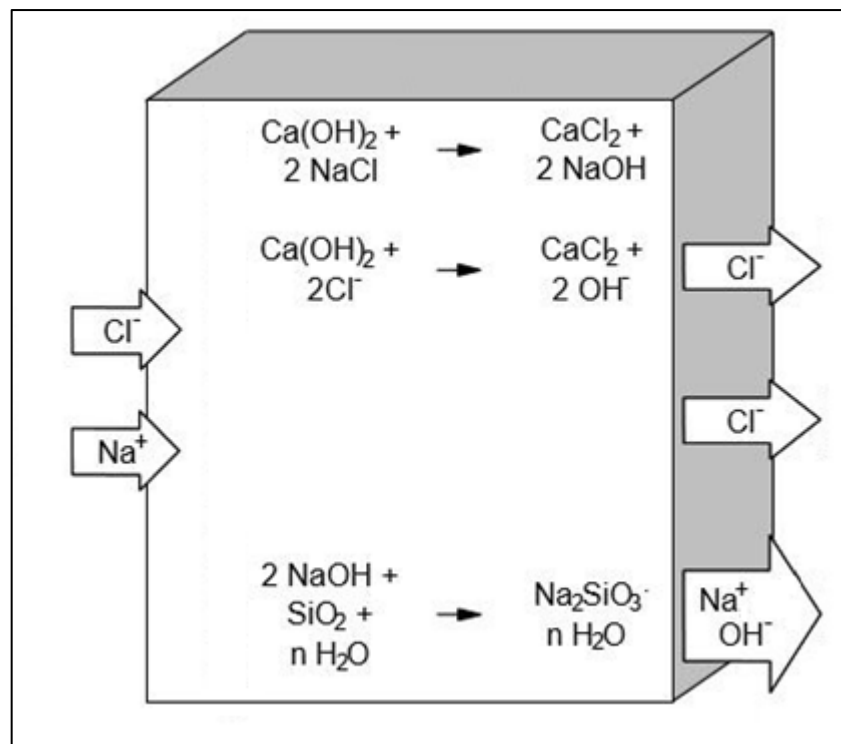 Ca(OH)₂ + → CaCl₂ +
2 NaCl 2 NaOH
Ca(OH)₂ + → CaCl₂ +
2Cl⁻ 2 OH⁻
Cl⁻
Cl⁻
Cl⁻
Na⁺
2 NaOH +
SiO₂ + → Na₂SiO₃·
n H₂O n H₂O
Na⁺
OH⁻